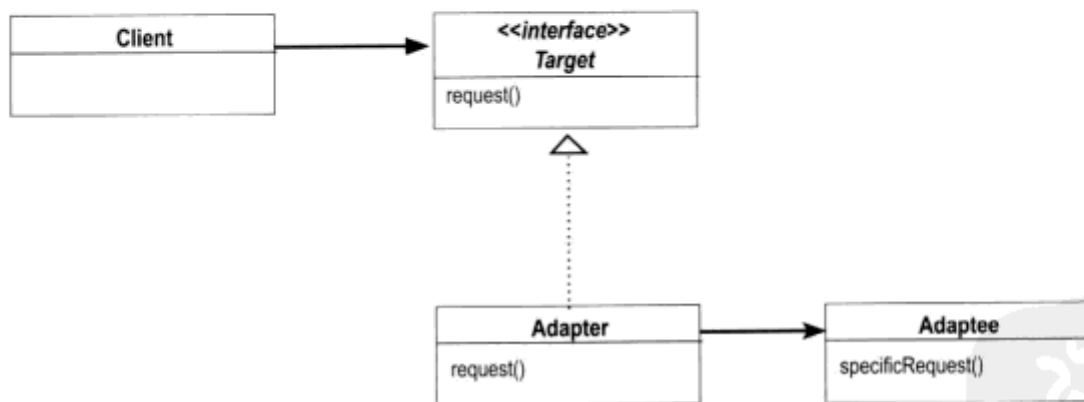 Client
<<interface>>
Target
request()
Adapter
request()
Adaptee
specificRequest()